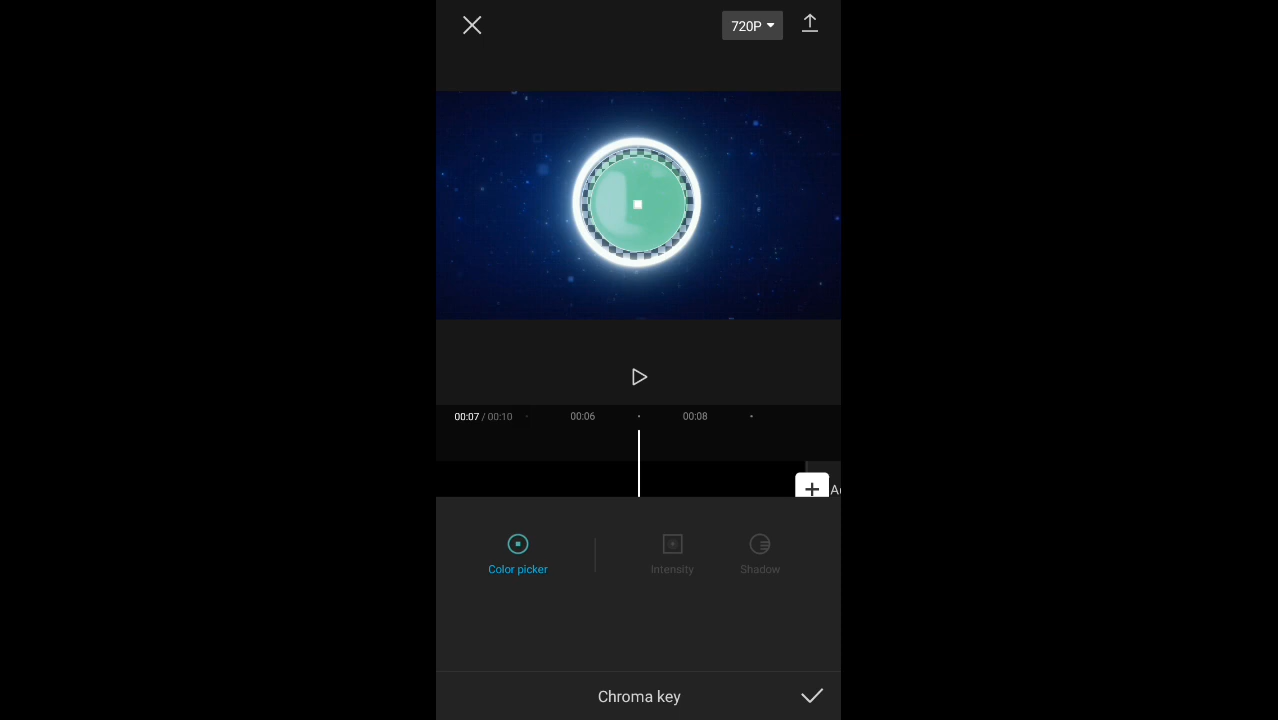 720P
00:07 / 00:10
00:06
00:08
Color picker
Intensity
Shadow
Chroma key